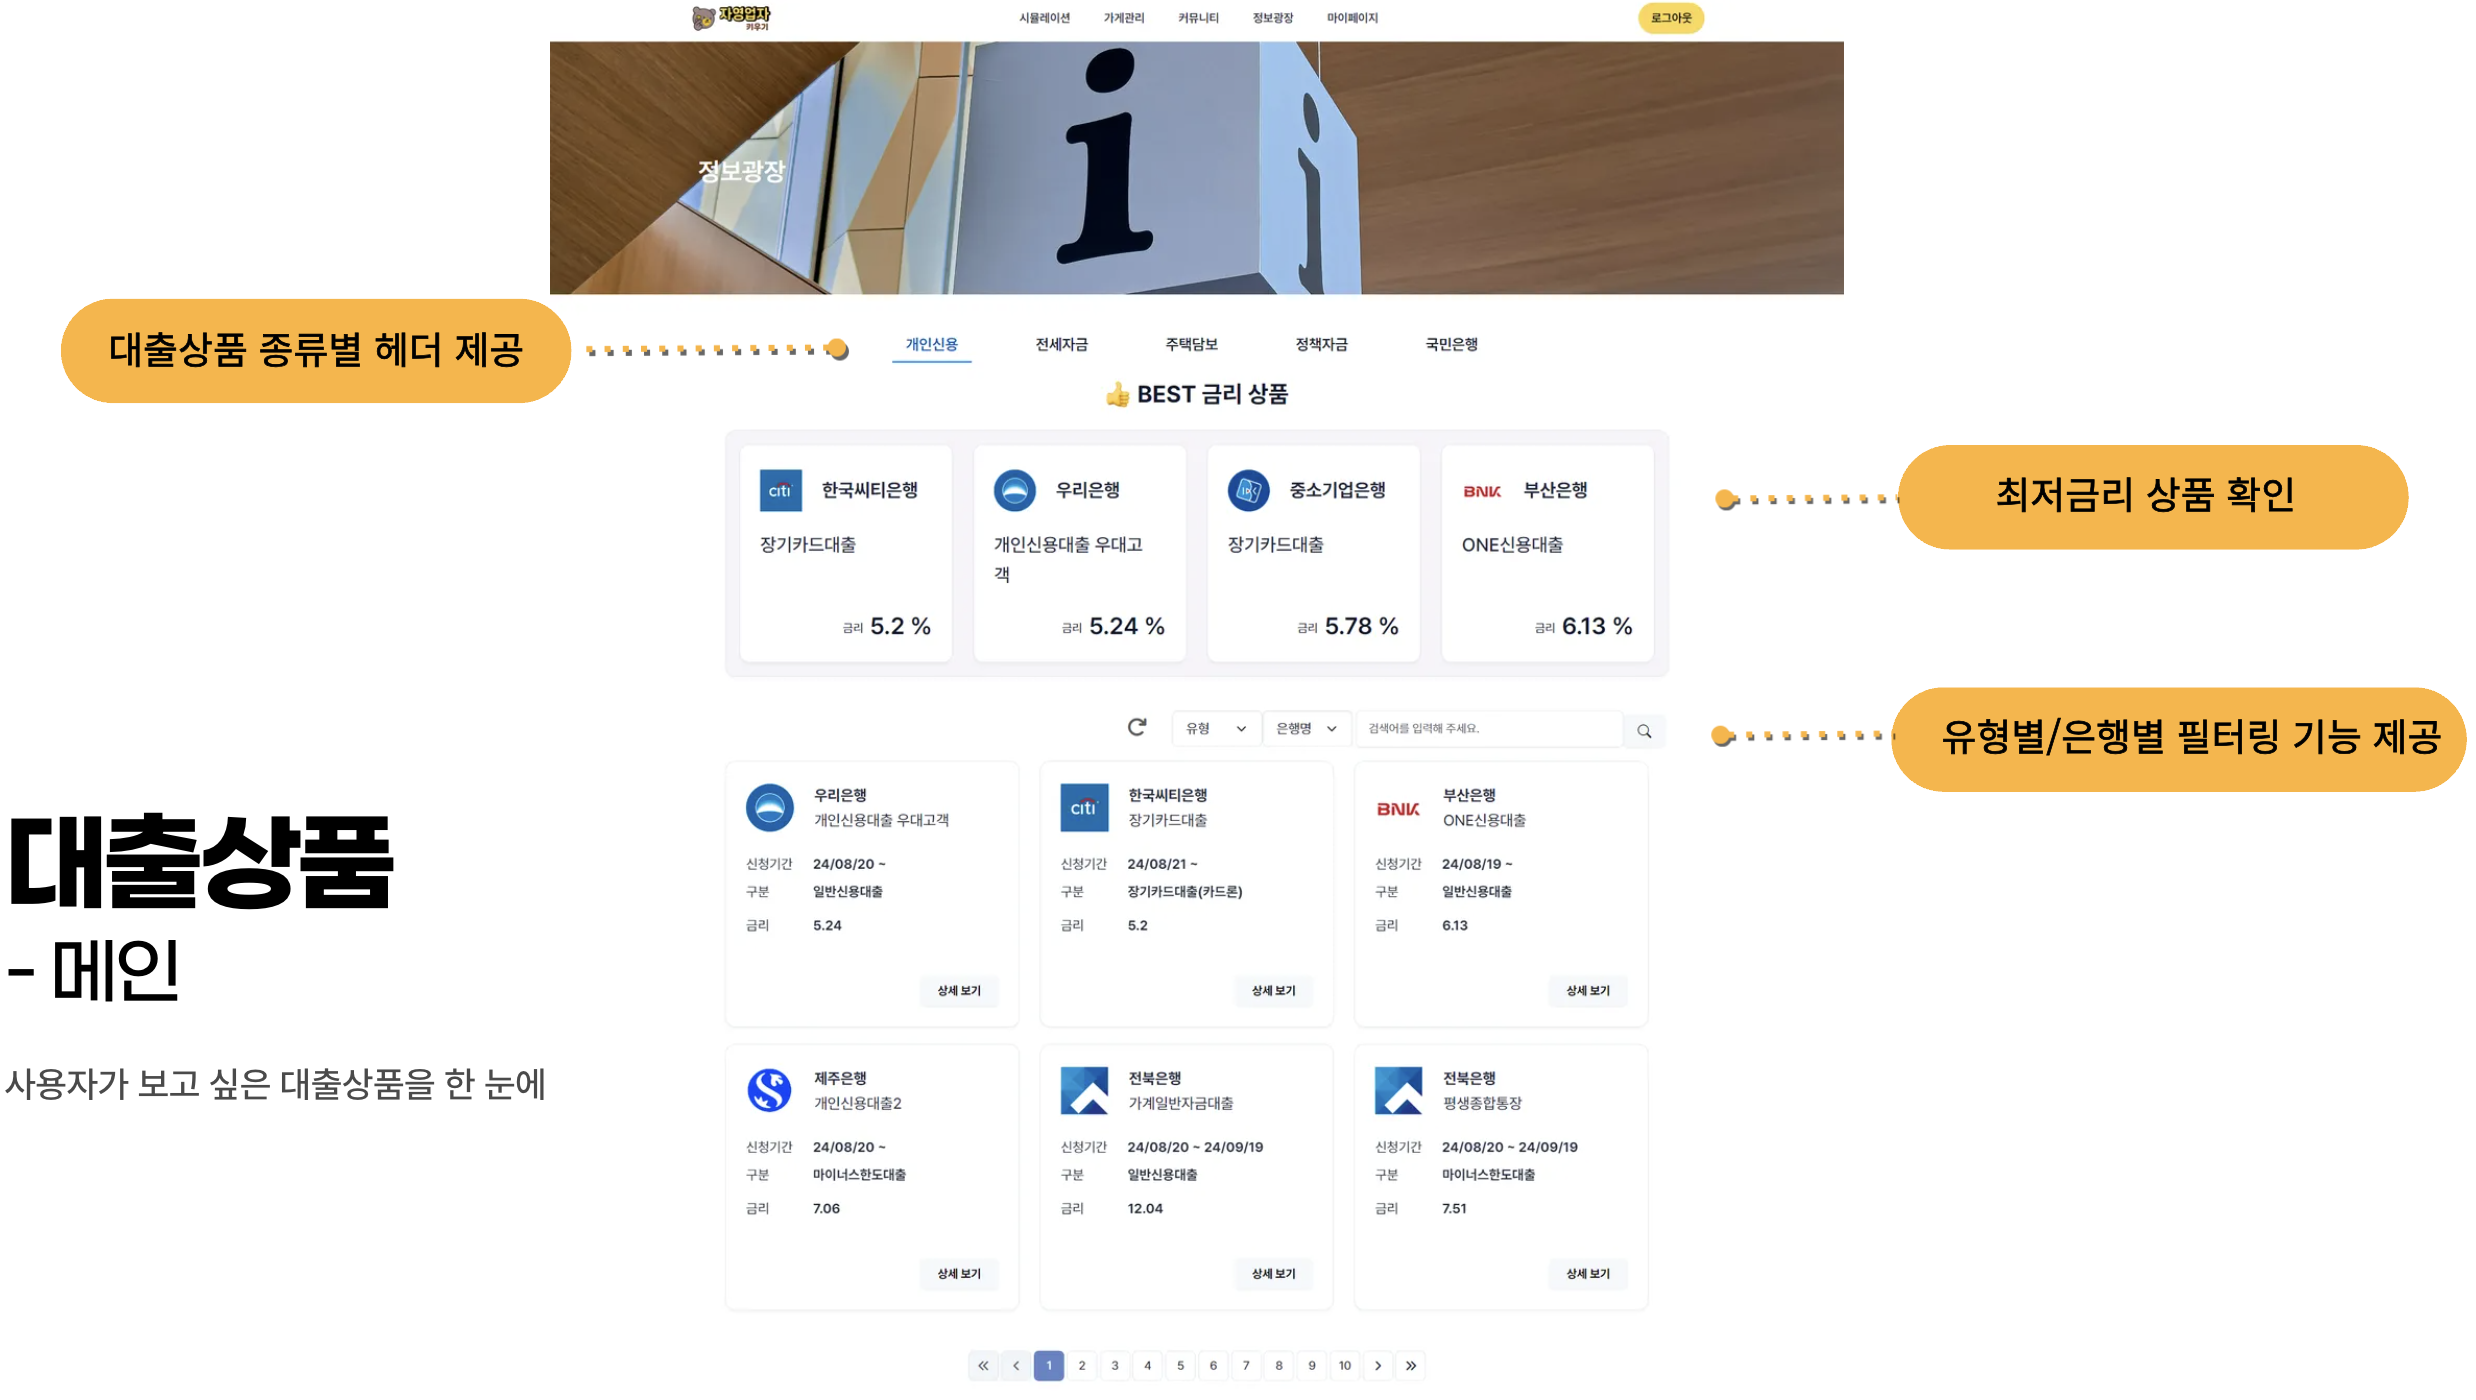 자영업자
키우기
시뮬레이션 가게관리 커뮤니티 정보광장 마이페이지
로그아웃
i
i
정보광장
대출상품 종류별 헤더 제공
개인신용 전세자금 주택담보 정책자금 국민은행
👍 BEST 금리 상품
citi 한국씨티은행
장기카드대출
금리 5.2 %
우리은행
개인신용대출 우대고
객
금리 5.24 %
중소기업은행
장기카드대출
금리 5.78 %
BNK 부산은행
ONE신용대출
금리 6.13 %
최저금리 상품 확인
유형 은행명 검색어를 입력해 주세요.
유형별/은행별 필터링 기능 제공
우리은행
개인신용대출 우대고객
신청기간 24/08/20 ~
구분 일반신용대출
금리 5.24
상세 보기
citi 한국씨티은행
장기카드대출
신청기간 24/08/21 ~
구분 장기카드대출(카드론)
금리 5.2
상세 보기
BNK 부산은행
ONE신용대출
신청기간 24/08/19 ~
구분 일반신용대출
금리 6.13
상세 보기
제주은행
개인신용대출2
신청기간 24/08/20 ~
구분 마이너스한도대출
금리 7.06
상세 보기
전북은행
가계일반자금대출
신청기간 24/08/20 ~ 24/09/19
구분 일반신용대출
금리 12.04
상세 보기
전북은행
평생종합통장
신청기간 24/08/20 ~ 24/09/19
구분 마이너스한도대출
금리 7.51
상세 보기
« ‹ 1 2 3 4 5 6 7 8 9 10 › »
대출상품
- 메인
사용자가 보고 싶은 대출상품을 한 눈에